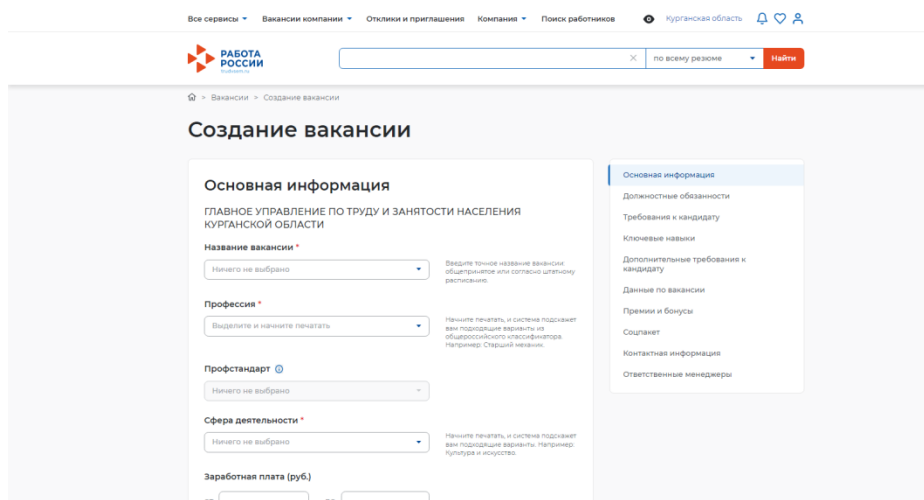 Все сервисы Вакансии компании Отклики и приглашения Компания Поиск работников Курганская область
РАБОТА
РОССИИ
trudvsem.ru
по всему резюме Найти
> Вакансии > Создание вакансии
Создание вакансии
Основная информация
ГЛАВНОЕ УПРАВЛЕНИЕ ПО ТРУДУ И ЗАНЯТОСТИ НАСЕЛЕНИЯ
КУРГАНСКОЙ ОБЛАСТИ
Название вакансии *
Ничего не выбрано
Введите точное название вакансии:
общепринятое или согласно штатному
расписанию.
Профессия *
Выделите и начните печатать
Начните печатать, и система подскажет
вам подходящие варианты из
общероссийского классификатора.
Например: Старший механик.
Профстандарт
Ничего не выбрано
Сфера деятельности *
Ничего не выбрано
Начните печатать, и система подскажет
вам подходящие варианты. Например:
Культура и искусство.
Заработная плата (руб.)
Основная информация
Должностные обязанности
Требования к кандидату
Ключевые навыки
Дополнительные требования к
кандидату
Данные по вакансии
Премии и бонусы
Соцпакет
Контактная информация
Ответственные менеджеры